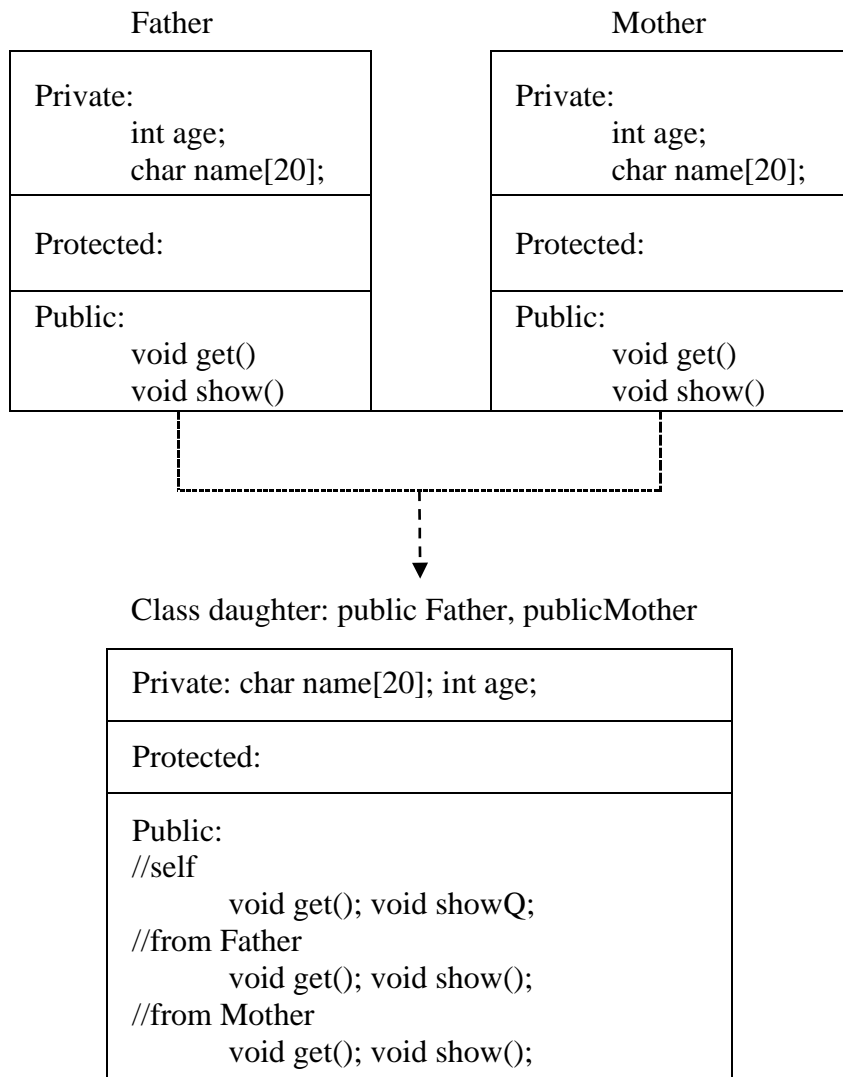 Father
Private:
int age;
char name[20];
Protected:
Public:
void get()
void show()
Mother
Private:
int age;
char name[20];
Protected:
Public:
void get()
void show()
Class daughter: public Father, publicMother
Private: char name[20]; int age;
Protected:
Public:
//self
void get(); void showQ;
//from Father
void get(); void show();
//from Mother
void get(); void show();